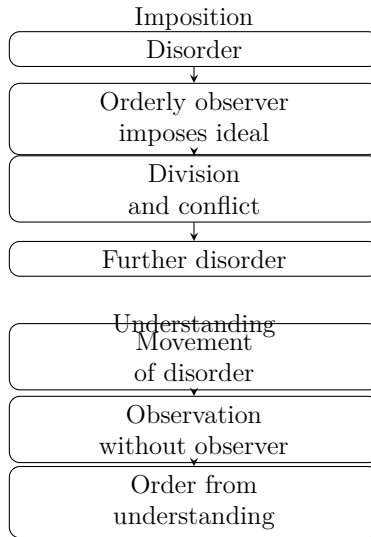 Imposition
Disorder
Orderly observer
imposes ideal
Division
and conflict
Further disorder
Understanding
Movement
of disorder
Observation
without observer
Order from
understanding